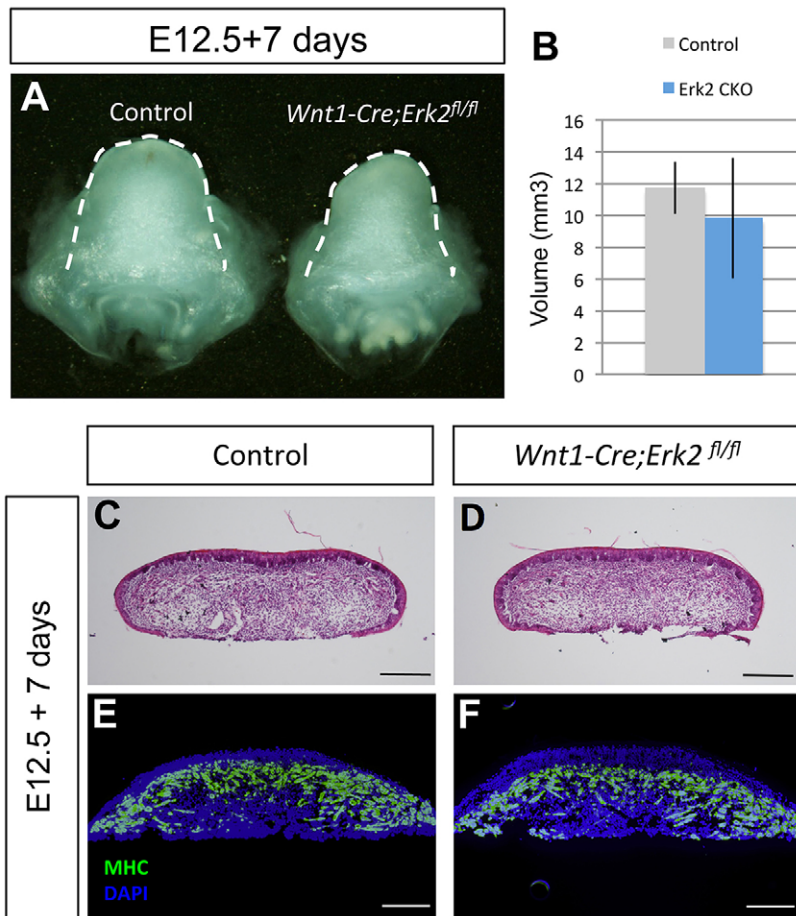 E12.5+7 days
A
Control
Wnt1-Cre;Erk2fl/fl
B
Control
Erk2 CKO
Volume (mm3)
16
14
12
10
8
6
4
2
0
Control
Wnt1-Cre;Erk2 fl/fl
E12.5 + 7 days
C
D
E
MHC
DAPI
F